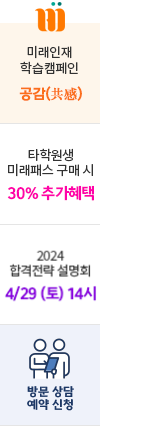 미래인재
학습캠페인
공감(共感)
타학원생
미래패스 구매 시
30% 추가혜택
2024
합격전략 설명회
4/29 (토) 14시
방문 상담
예약 신청